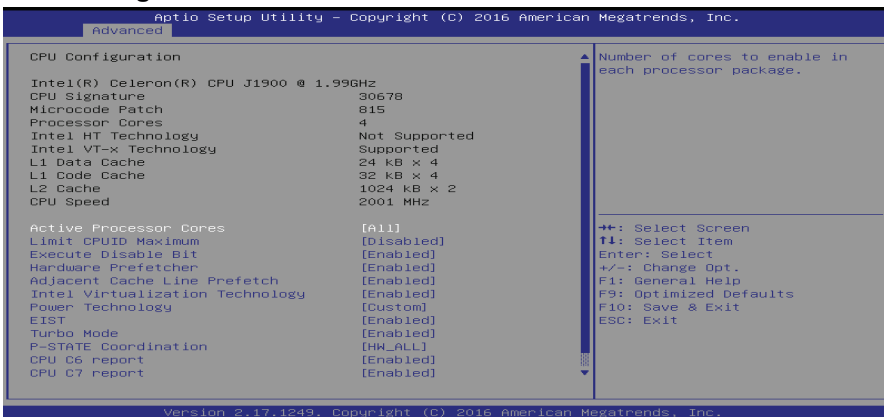 Aptio Setup Utility – Copyright (C) 2016 American Megatrends, Inc.
Advanced
CPU Configuration
Intel(R) Celeron(R) CPU J1900 @ 1.99GHz
CPU Signature 30678
Microcode Patch 815
Processor Cores 4
Intel HT Technology Not Supported
Intel VT-x Technology Supported
L1 Data Cache 24 kB x 4
L1 Code Cache 32 kB x 4
L2 Cache 1024 kB x 2
CPU Speed 2001 MHz
Active Processor Cores [All]
Limit CPUID Maximum [Disabled]
Execute Disable Bit [Enabled]
Hardware Prefetcher [Enabled]
Adjacent Cache Line Prefetch [Enabled]
Intel Virtualization Technology [Enabled]
Power Technology [Custom]
EIST [Enabled]
Turbo Mode [Enabled]
P-STATE Coordination [HW_ALL]
CPU C6 report [Enabled]
CPU C7 report [Enabled]
Number of cores to enable in
each processor package.
→←: Select Screen
↑↓: Select Item
Enter: Select
+/-: Change Opt.
F1: General Help
F9: Optimized Defaults
F10: Save & Exit
ESC: Exit
Version 2.17.1249. Copyright (C) 2016 American Megatrends, Inc.